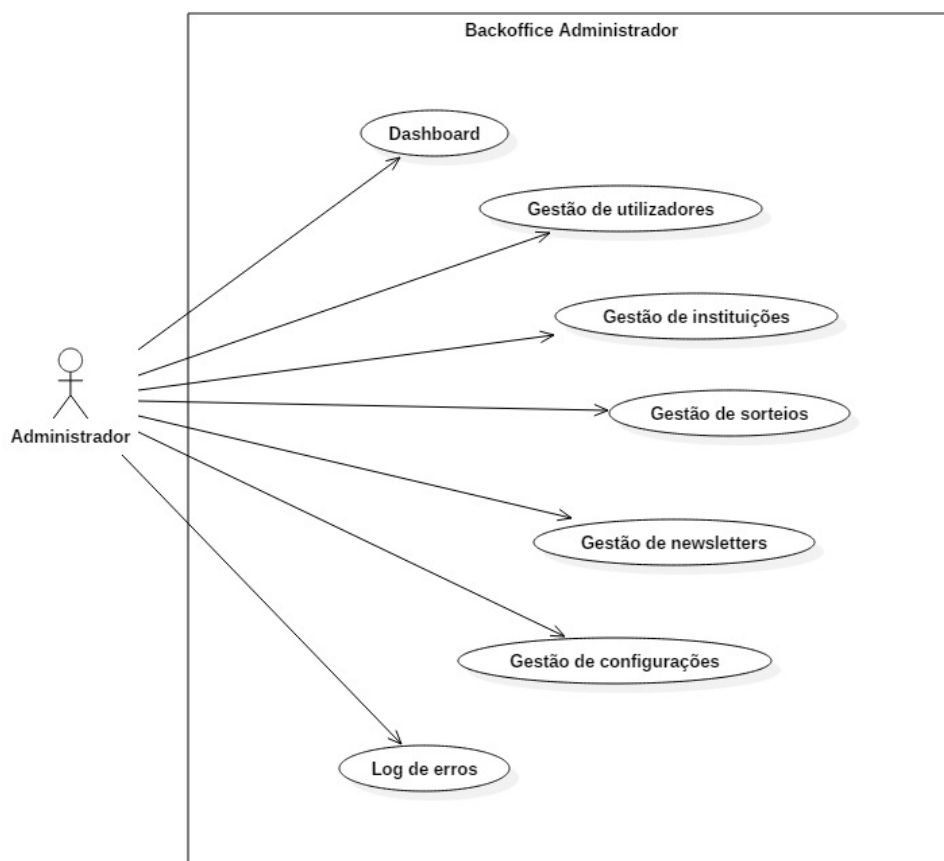 Backoffice Administrador
Dashboard
Gestão de utilizadores
Gestão de instituições
Gestão de sorteios
Administrador
Gestão de newsletters
Gestão de configurações
Log de erros